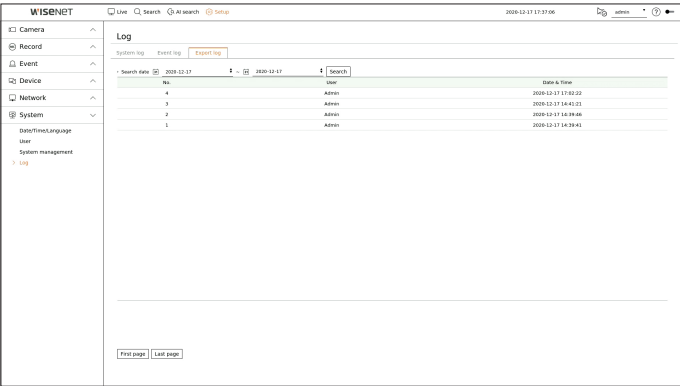 WISENET
Live Search AI search Setup 2020-12-17 17:37:06 admin ?
Camera
Record
Event
Device
Network
System
Date/Time/Language
User
System management
Log
Log
System log Event log Export log
Search date 2020-12-17 ~ 2020-12-17 Search
No. User Date & Time
4 Admin 2020-12-17 17:02:22
3 Admin 2020-12-17 14:41:21
2 Admin 2020-12-17 14:39:46
1 Admin 2020-12-17 14:39:41
First page Last page